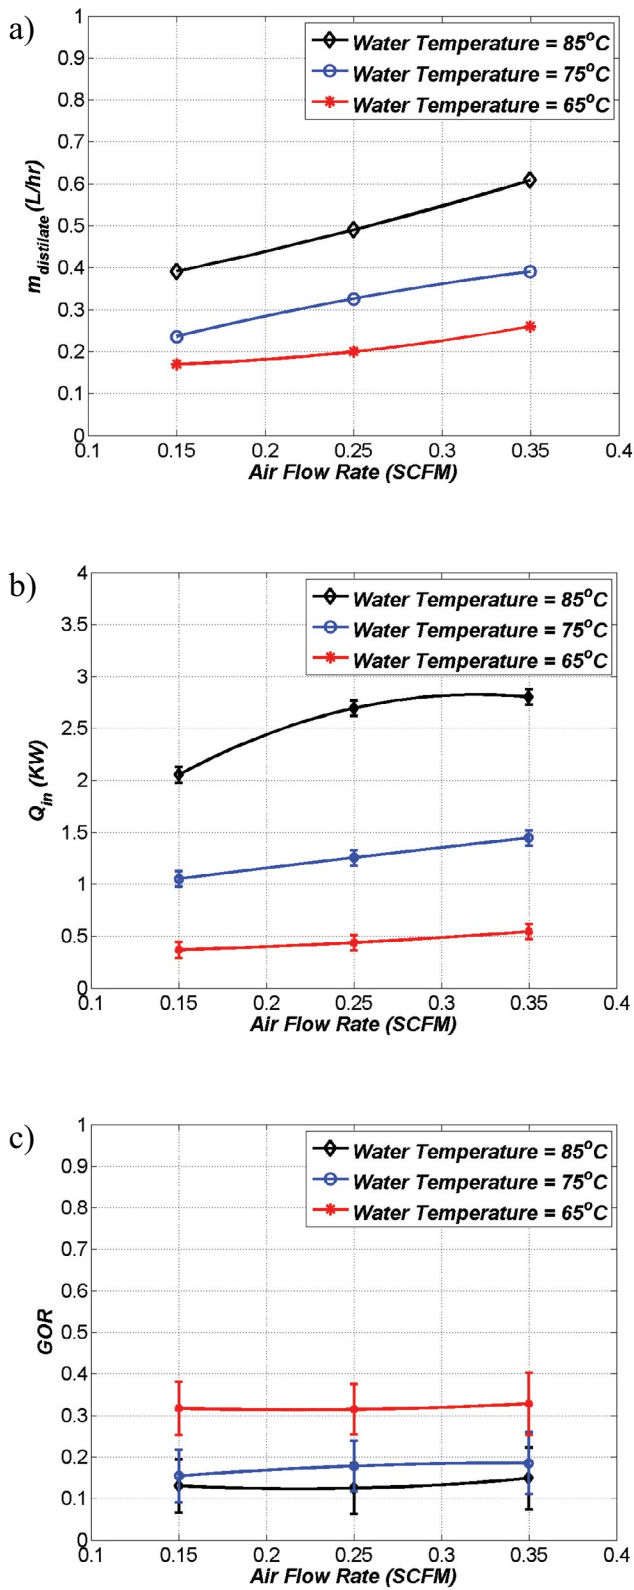 a)
1
0.9
0.8
0.7
0.6
0.5
0.4
0.3
0.2
0.1
0
m_distilate (L/hr)
Water Temperature = 85°C
Water Temperature = 75°C
Water Temperature = 65°C
0.1 0.15 0.2 0.25 0.3 0.35 0.4
Air Flow Rate (SCFM)
b)
4
3.5
3
2.5
2
1.5
1
0.5
0
Q_in (KW)
Water Temperature = 85°C
Water Temperature = 75°C
Water Temperature = 65°C
0.1 0.15 0.2 0.25 0.3 0.35 0.4
Air Flow Rate (SCFM)
c)
1
0.9
0.8
0.7
0.6
0.5
0.4
0.3
0.2
0.1
0
GOR
Water Temperature = 85°C
Water Temperature = 75°C
Water Temperature = 65°C
0.1 0.15 0.2 0.25 0.3 0.35 0.4
Air Flow Rate (SCFM)